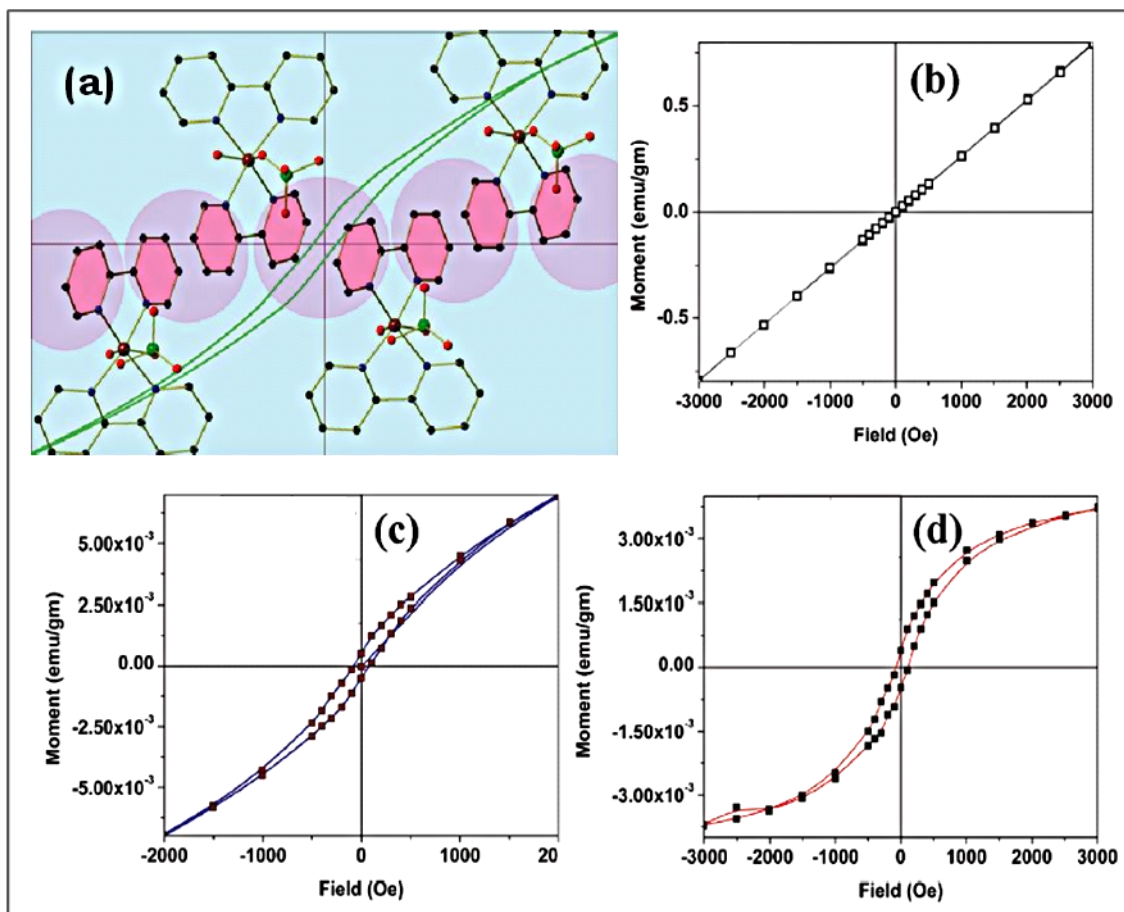 (a)
(b)
0.5
0.0
-0.5
Moment (emu/gm)
-3000 -2000 -1000 0 1000 2000 3000
Field (Oe)
(c)
5.00x10⁻³
2.50x10⁻³
0.00
-2.50x10⁻³
-5.00x10⁻³
Moment (emu/gm)
-2000 -1000 0 1000 20
Field (Oe)
(d)
3.00x10⁻³
1.50x10⁻³
0.00
-1.50x10⁻³
-3.00x10⁻³
Moment (emu/gm)
-3000 -2000 -1000 0 1000 2000 3000
Field (Oe)